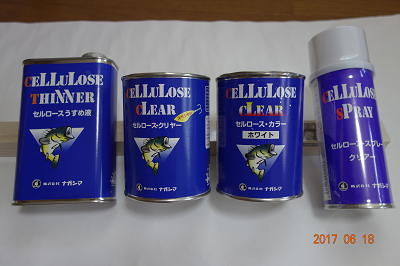 CELLULOSE
THINNER
セルロースうすめ液
株式会社 ナガシマ
CELLULOSE
CLEAR
セルロース・クリヤー
株式会社 ナガシマ
CELLULOSE
CLEAR
セルロース・カラー
ホワイト
株式会社 ナガシマ
CELLULOSE
SPRAY
セルロース・スプレー
クリアー
株式会社 ナガシマ
2017 06 18